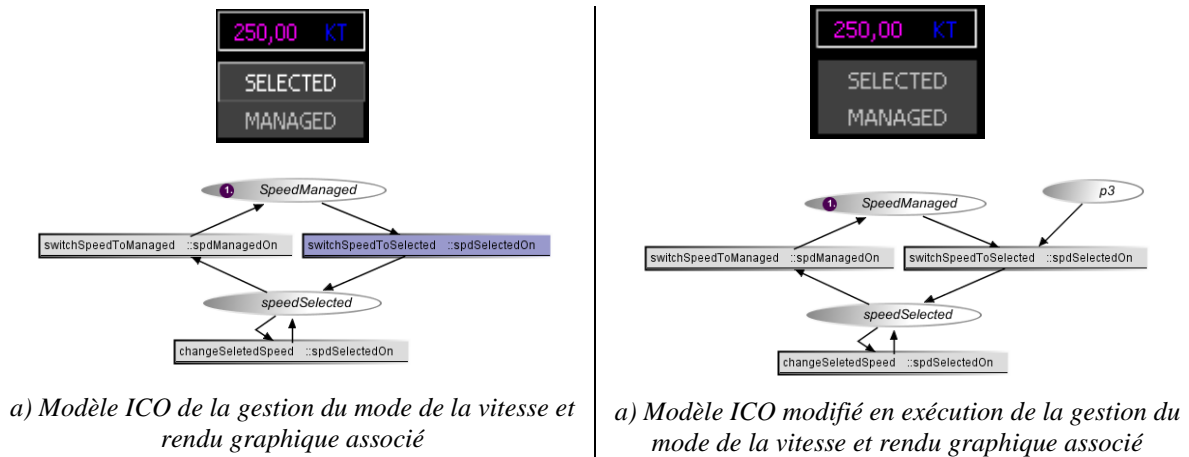 250,00 KT
SELECTED
MANAGED
1. SpeedManaged
switchSpeedToManaged ::spdManagedOn
switchSpeedToSelected ::spdSelectedOn
speedSelected
changeSeletedSpeed ::spdSelectedOn
a) Modèle ICO de la gestion du mode de la vitesse et
rendu graphique associé
250,00 KT
SELECTED
MANAGED
1. SpeedManaged
p3
switchSpeedToManaged ::spdManagedOn
switchSpeedToSelected ::spdSelectedOn
speedSelected
changeSeletedSpeed ::spdSelectedOn
a) Modèle ICO modifié en exécution de la gestion du
mode de la vitesse et rendu graphique associé